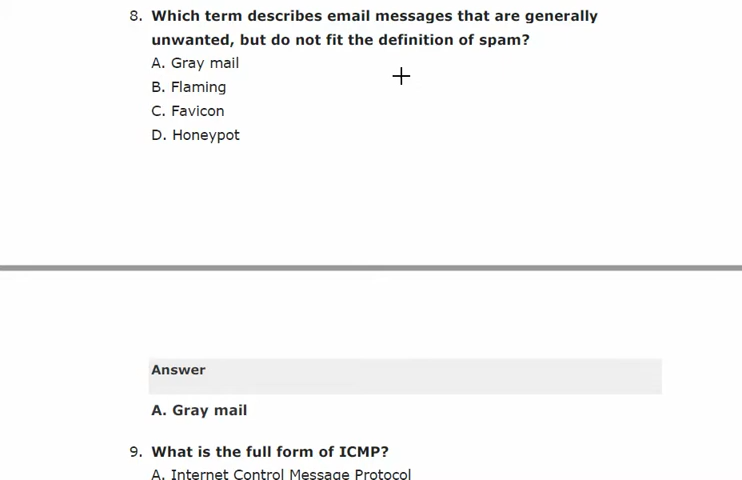 8. Which term describes email messages that are generally
unwanted, but do not fit the definition of spam?
A. Gray mail
B. Flaming
C. Favicon
D. Honeypot
Answer
A. Gray mail
9. What is the full form of ICMP?
A. Internet Control Message Protocol